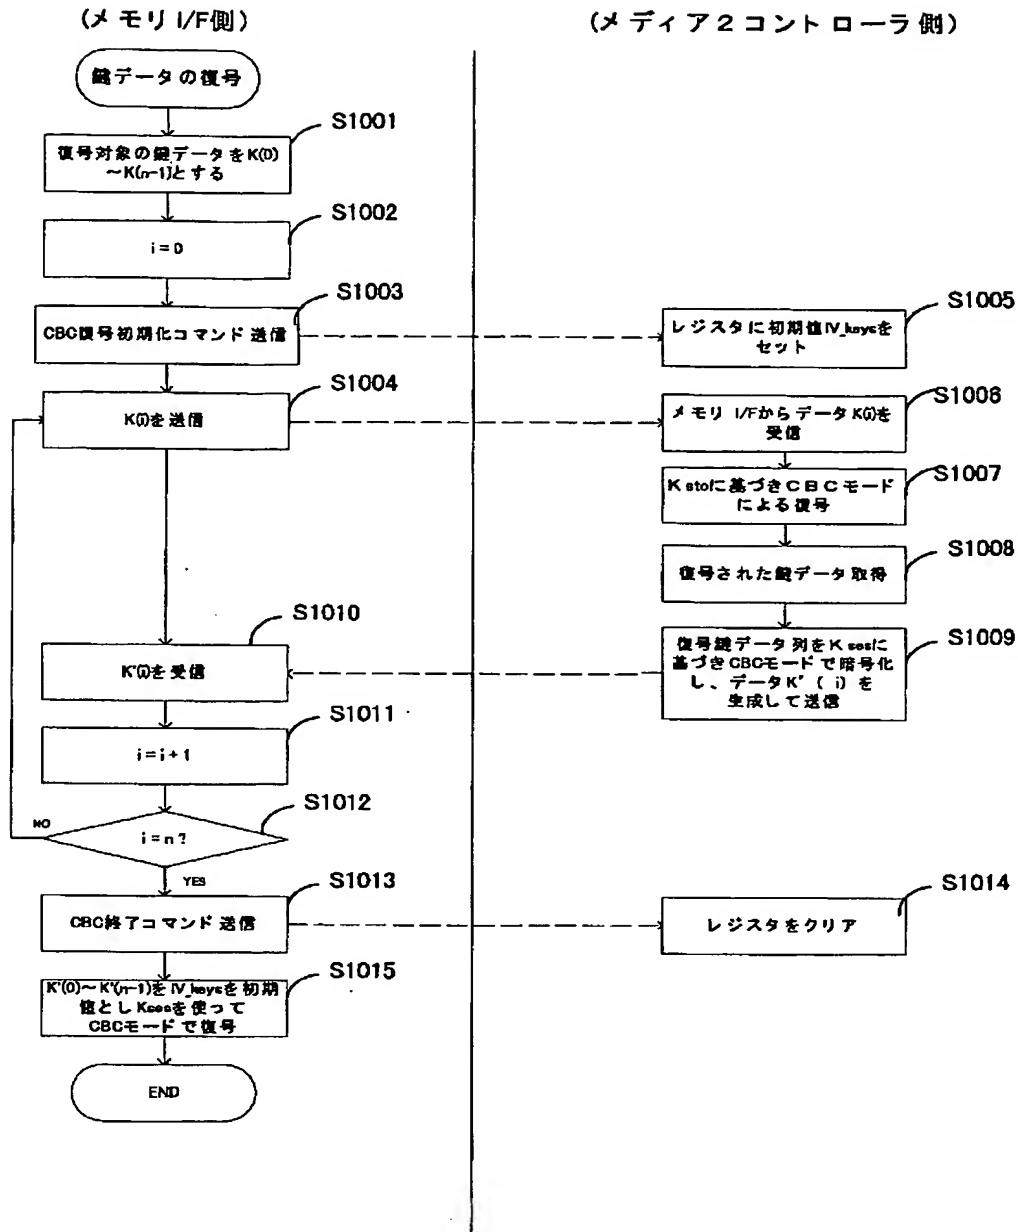 (メモリI/F側)
(メディア2コントローラ側)
鍵データの復号
S1001
復号対象の鍵データをK(0)
～K(n-1)とする
S1002
i=0
S1003
CBC復号初期化コマンド送信
S1005
レジスタに初期値IV_keysを
セット
S1004
K(i)を送信
S1006
メモリI/FからデータK(i)を
受信
S1007
K stoに基づきCBCモード
による復号
S1008
復号された鍵データ取得
S1009
復号鍵データ列をK sesに
基づきCBCモードで暗号化
し、データK'(i)を
生成して送信
S1010
K'(i)を受信
S1011
i=i+1
S1012
i=n?
NO
YES
S1013
CBC終了コマンド送信
S1014
レジスタをクリア
S1015
K'(0)～K'(n-1)をIV_keysを初期
値としKsesを使って
CBCモードで復号
END